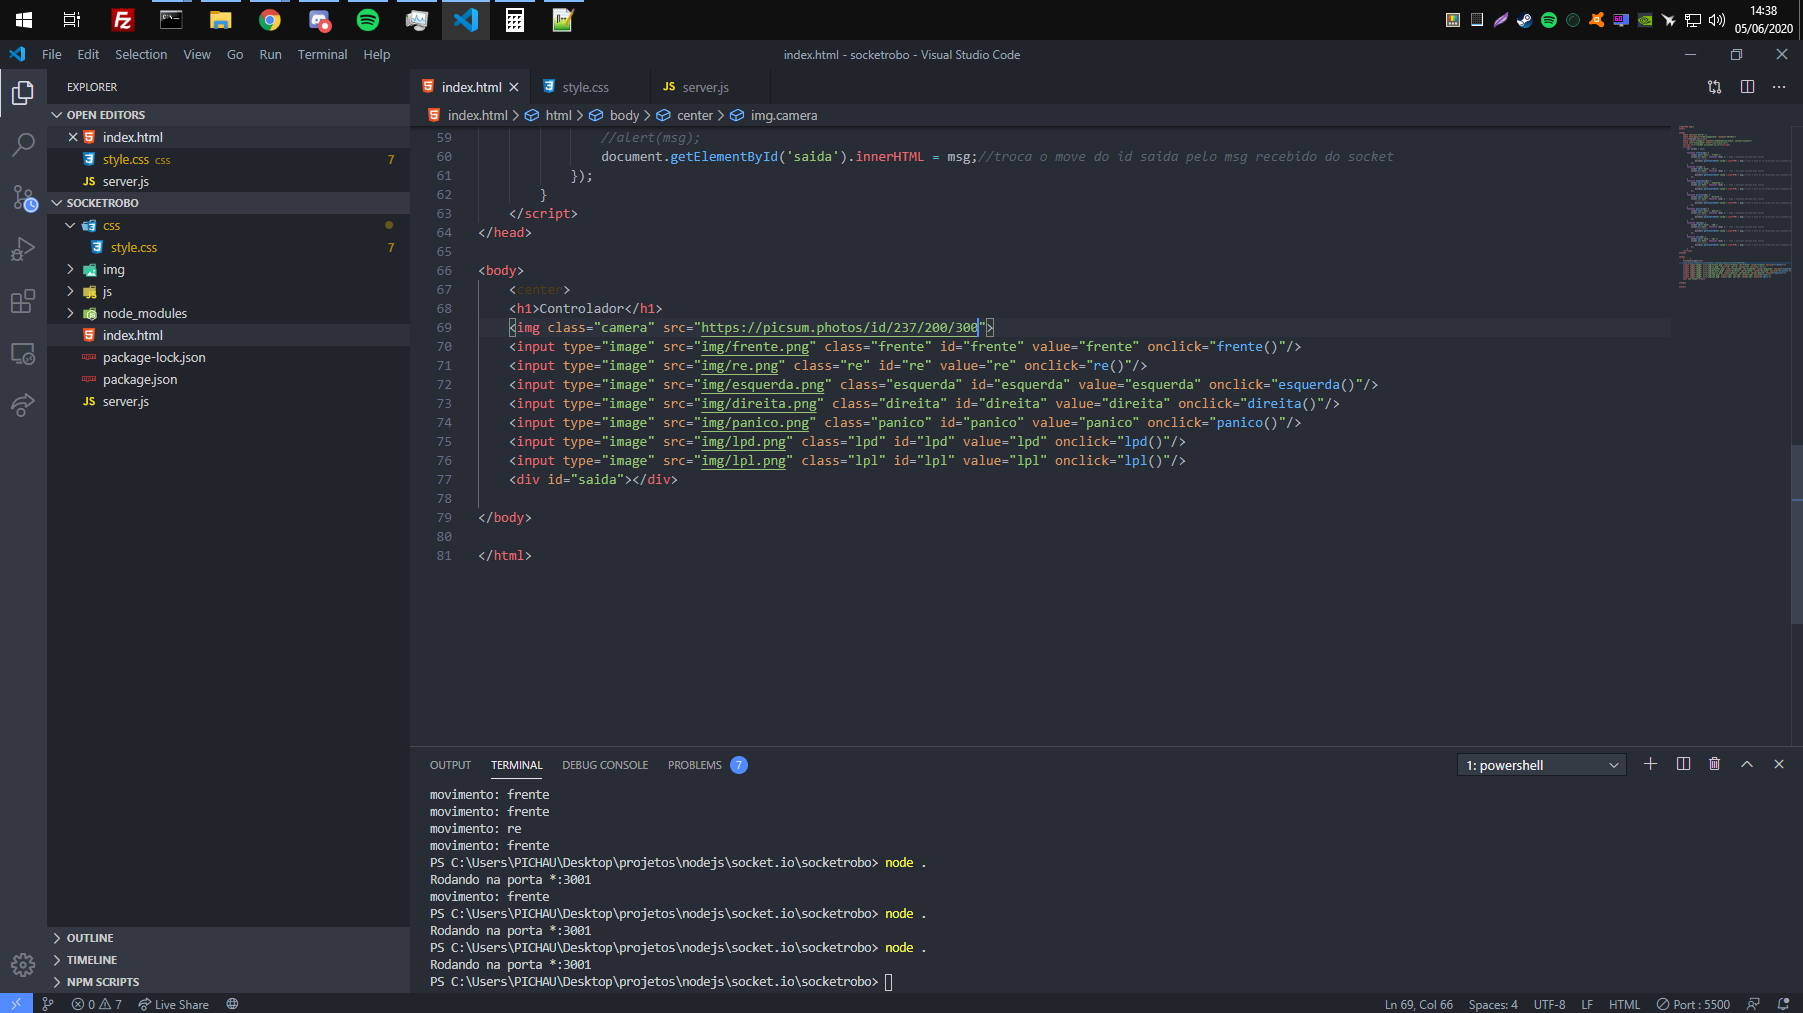 14:38
05/06/2020
File Edit Selection View Go Run Terminal Help
index.html - socketrobo - Visual Studio Code
EXPLORER
OPEN EDITORS
index.html
style.css css 7
JS server.js
SOCKETROBO
css
style.css 7
img
js
node_modules
index.html
package-lock.json
package.json
JS server.js
OUTLINE
TIMELINE
NPM SCRIPTS
index.html style.css JS server.js
index.html > html > body > center > img.camera
59 //alert(msg);
60 document.getElementById('saida').innerHTML = msg;//troca o move do id saida pelo msg recebido do socket
61 });
62 }
63 </script>
64 </head>
65
66 <body>
67 <center>
68 <h1>Controlador</h1>
69 <img class="camera" src="https://picsum.photos/id/237/200/300">
70 <input type="image" src="img/frente.png" class="frente" id="frente" value="frente" onclick="frente()"/>
71 <input type="image" src="img/re.png" class="re" id="re" value="re" onclick="re()"/>
72 <input type="image" src="img/esquerda.png" class="esquerda" id="esquerda" value="esquerda" onclick="esquerda()"/>
73 <input type="image" src="img/direita.png" class="direita" id="direita" value="direita" onclick="direita()"/>
74 <input type="image" src="img/panico.png" class="panico" id="panico" value="panico" onclick="panico()"/>
75 <input type="image" src="img/lpd.png" class="lpd" id="lpd" value="lpd" onclick="lpd()"/>
76 <input type="image" src="img/lpl.png" class="lpl" id="lpl" value="lpl" onclick="lpl()"/>
77 <div id="saida"></div>
78
79 </body>
80
81 </html>
OUTPUT TERMINAL DEBUG CONSOLE PROBLEMS 7
1: powershell
movimento: frente
movimento: frente
movimento: re
movimento: frente
PS C:\Users\PICHAU\Desktop\projetos\nodejs\socket.io\socketrobo> node .
Rodando na porta *:3001
movimento: frente
PS C:\Users\PICHAU\Desktop\projetos\nodejs\socket.io\socketrobo> node .
Rodando na porta *:3001
PS C:\Users\PICHAU\Desktop\projetos\nodejs\socket.io\socketrobo> node .
Rodando na porta *:3001
PS C:\Users\PICHAU\Desktop\projetos\nodejs\socket.io\socketrobo>
0 7 Live Share
Ln 69, Col 66 Spaces: 4 UTF-8 LF HTML Port : 5500